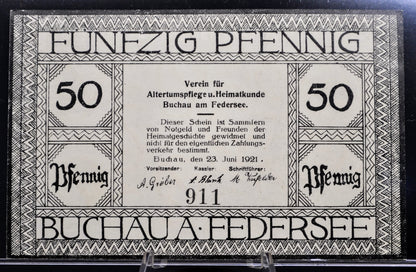 FÜNFZIG PFENNIG
50
50
Verein für
Altertumspflege u. Heimatkunde
Buchau am Federsee.
Dieser Schein ist Sammlern
von Notgeld und Freunden der
Heimatgeschichte gewidmet und
nicht für den eigentlichen Zahlungs-
verkehr bestimmt.
Buchau, den 23. Juni 1921.
Vorsitzender: Kassier: Schriftführer:
A. Gröber
911
Pfennig
Pfennig
BUCHAU A·FEDERSEE